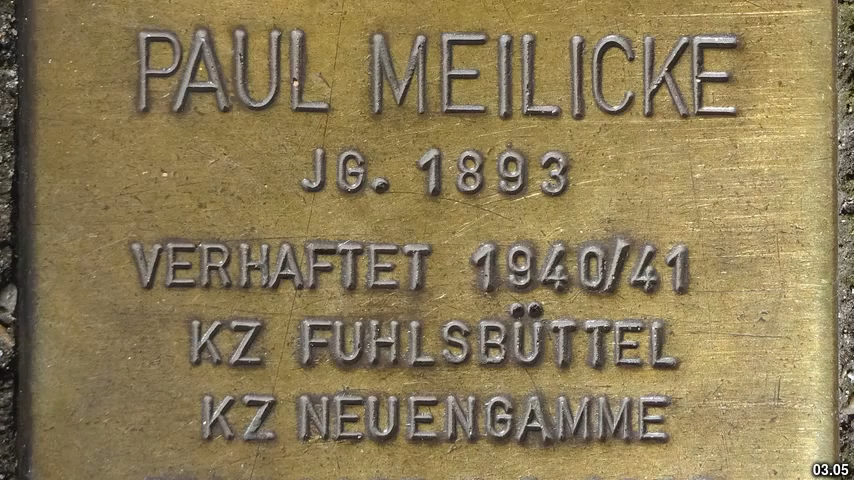 PAUL MEILICKE
JG. 1893
VERHAFTET 1940/41
KZ FUHLSBÜTTEL
KZ NEUENGAMME
03.05